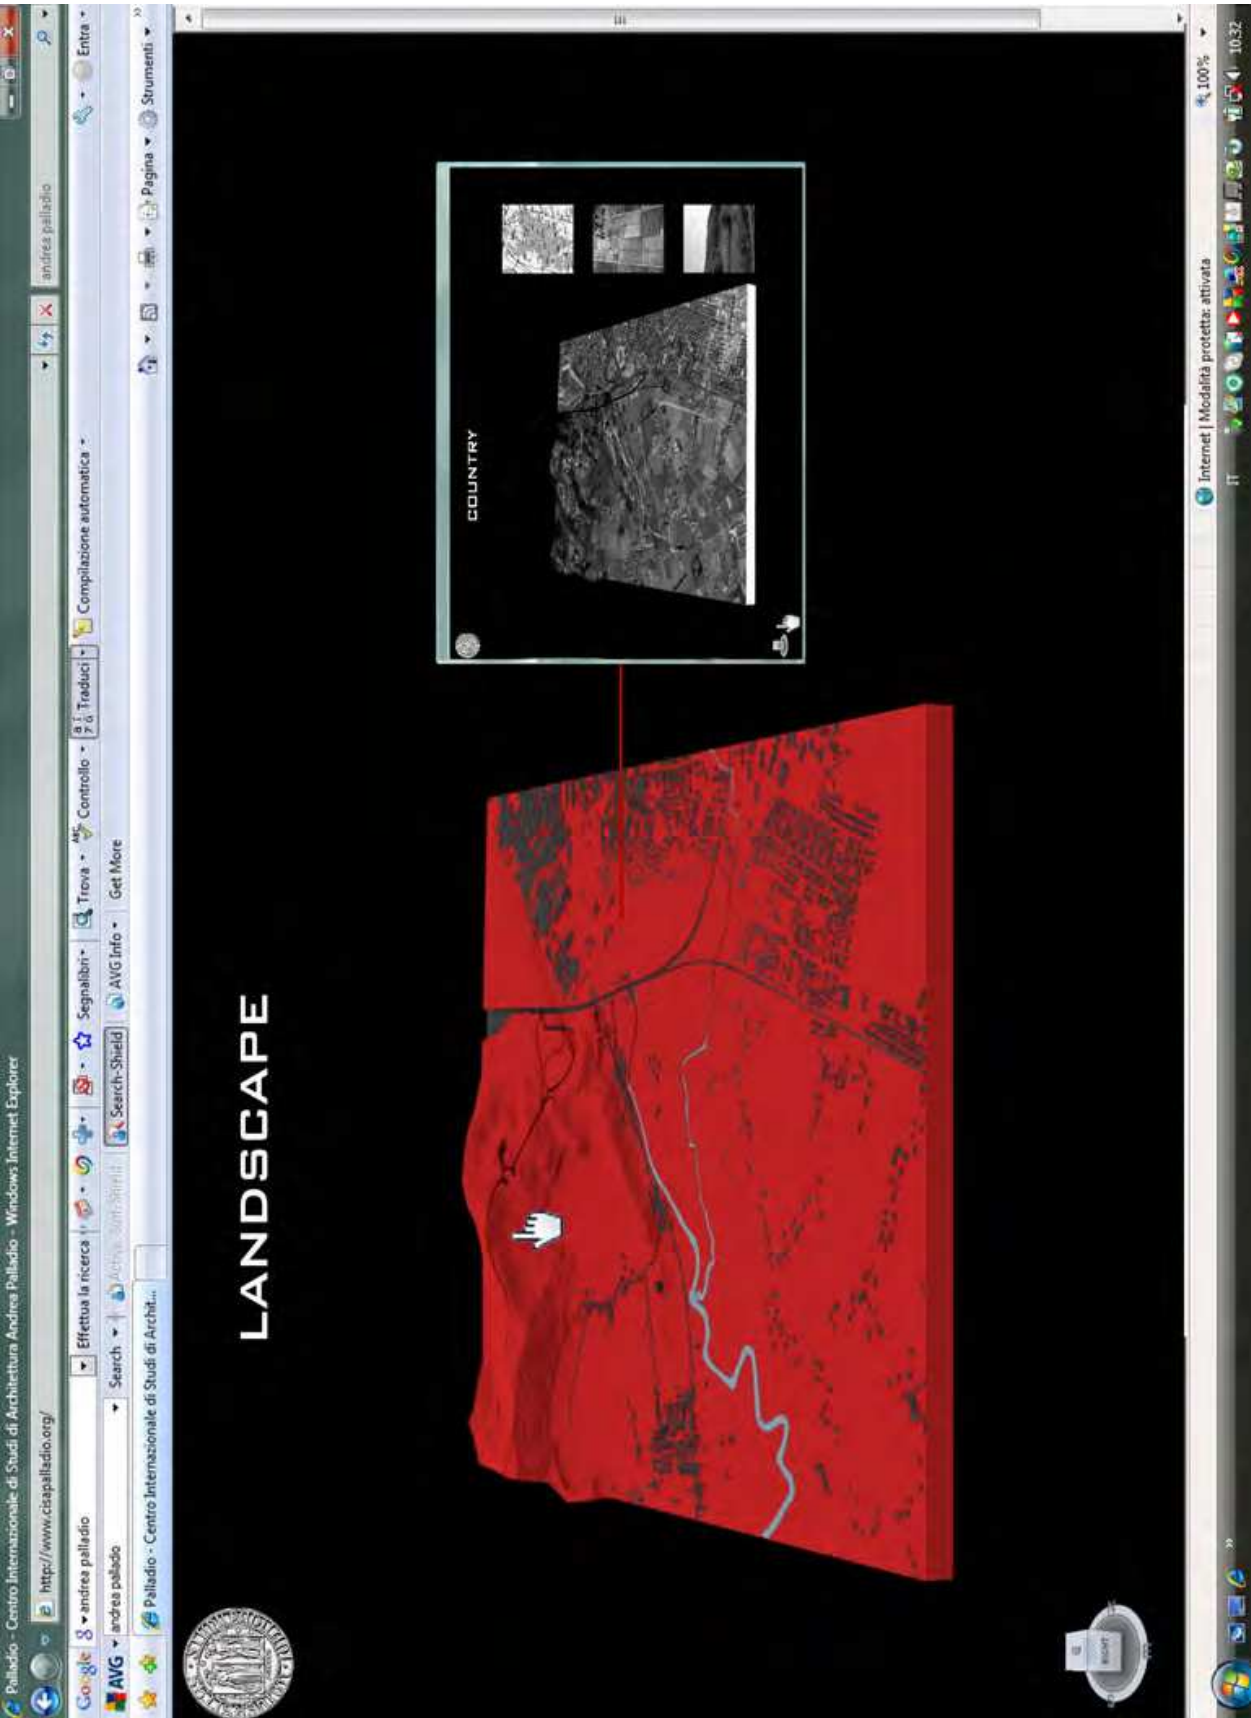 Palladio - Centro Internazionale di Studi di Architettura Andrea Palladio - Windows Internet Explorer
http://www.cisapalladio.org/
andrea palladio
Google
andrea palladio
Effettua la ricerca
Segnalibri
Trova
Controllo
Traduci
Compilazione automatica
Entra
AVG
andrea palladio
Search
Search-Shield
AVG Info
Get More
Palladio - Centro Internazionale di Studi di Archit...
Pagina
Strumenti
LANDSCAPE
COUNTRY
RIGHT
Internet | Modalità protetta: attivata
100%
IT
10.32